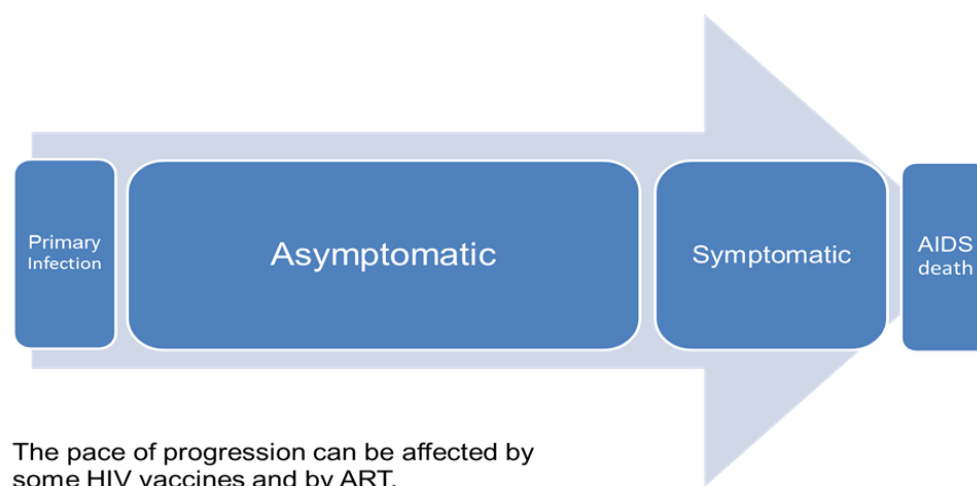 Primary
Infection
Asymptomatic
Symptomatic
AIDS
death
The pace of progression can be affected by
some HIV vaccines and by ART.